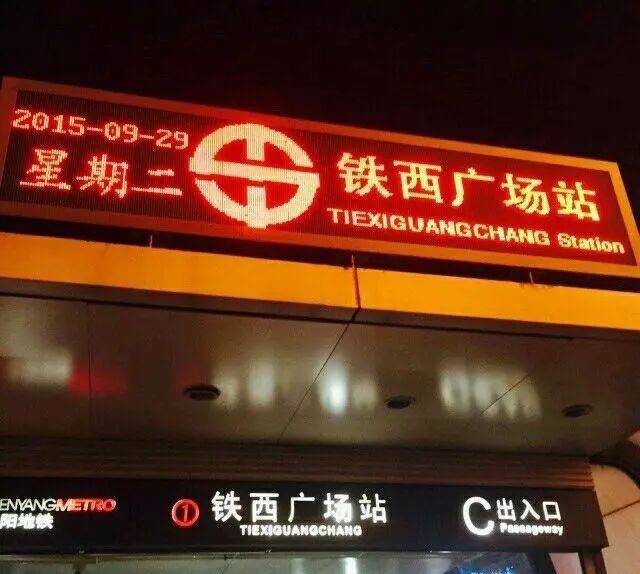 2015-09-29
星期二
铁西广场站
TIEXIGUANGCHANG Station
ENYANGMETRO
阳地铁
① 铁西广场站
TIEXIGUANGCHANG
C 出入口
Passageway